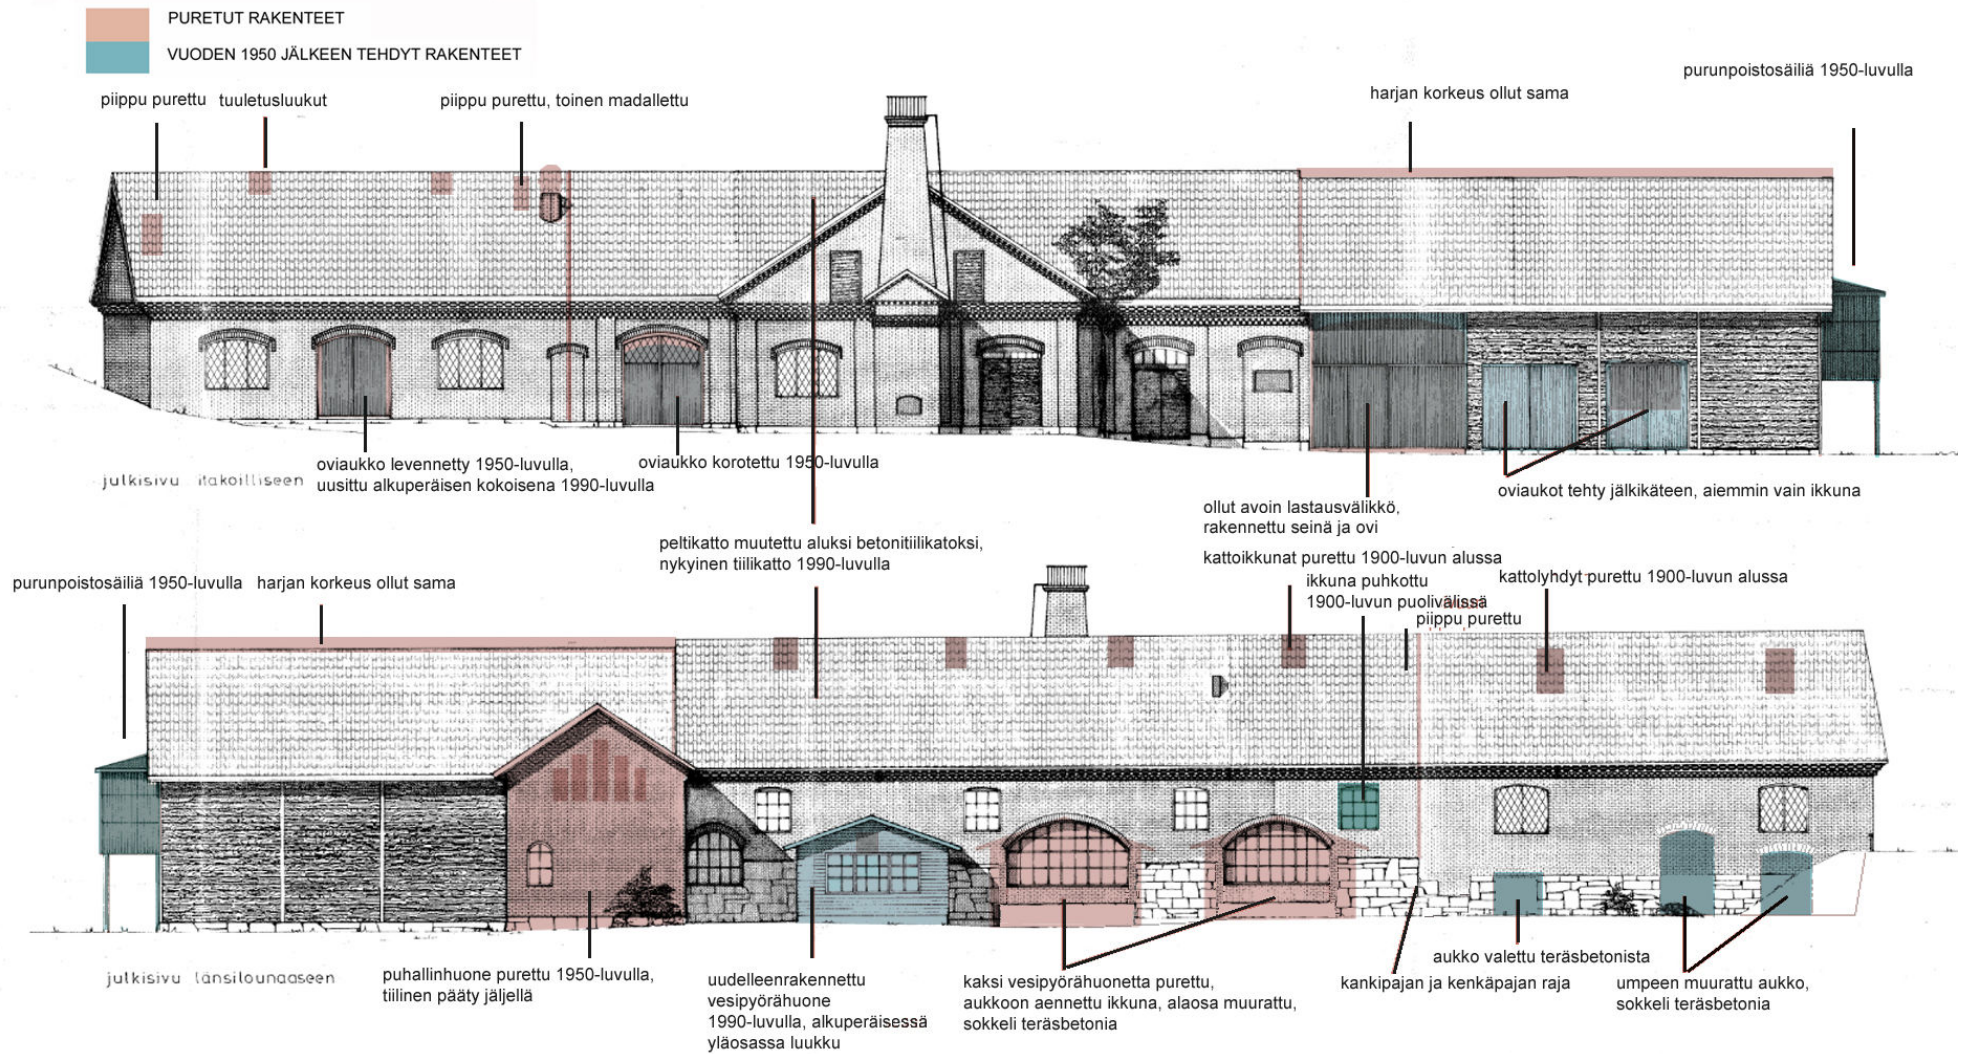 PURETUT RAKENTEET
VUODEN 1950 JÄLKEEN TEHDYT RAKENTEET
purunpoistosäiliä 1950-luvulla
piippu purettu
tuuletusluukut
piippu purettu, toinen madallettu
harjan korkeus ollut sama
oviaukko levennetty 1950-luvulla,
uusittu alkuperäisen kokoisena 1990-luvulla
oviaukko korotettu 1950-luvulla
julkisivu itäkoilliseen
oviaukot tehty jälkikäteen, aiemmin vain ikkuna
ollut avoin lastausvälikkö,
rakennettu seinä ja ovi
peltikatto muutettu aluksi betonitiilikatoksi,
nykyinen tiilikatto 1990-luvulla
kattoikkunat purettu 1900-luvun alussa
purunpoistosäiliä 1950-luvulla
harjan korkeus ollut sama
ikkuna puhkottu
1900-luvun puolivälissä
kattolyhdyt purettu 1900-luvun alussa
piippu purettu
julkisivu länsilounaaseen
puhallinhuone purettu 1950-luvulla,
tiilinen pääty jäljellä
uudelleenrakennettu
vesipyörähuone
1990-luvulla, alkuperäisessä
yläosassa luukku
kaksi vesipyörähuonetta purettu,
aukkoon aennettu ikkuna, alaosa muurattu,
sokkeli teräsbetonia
kankipajan ja kenkäpajan raja
aukko valettu teräsbetonista
umpeen muurattu aukko,
sokkeli teräsbetonia